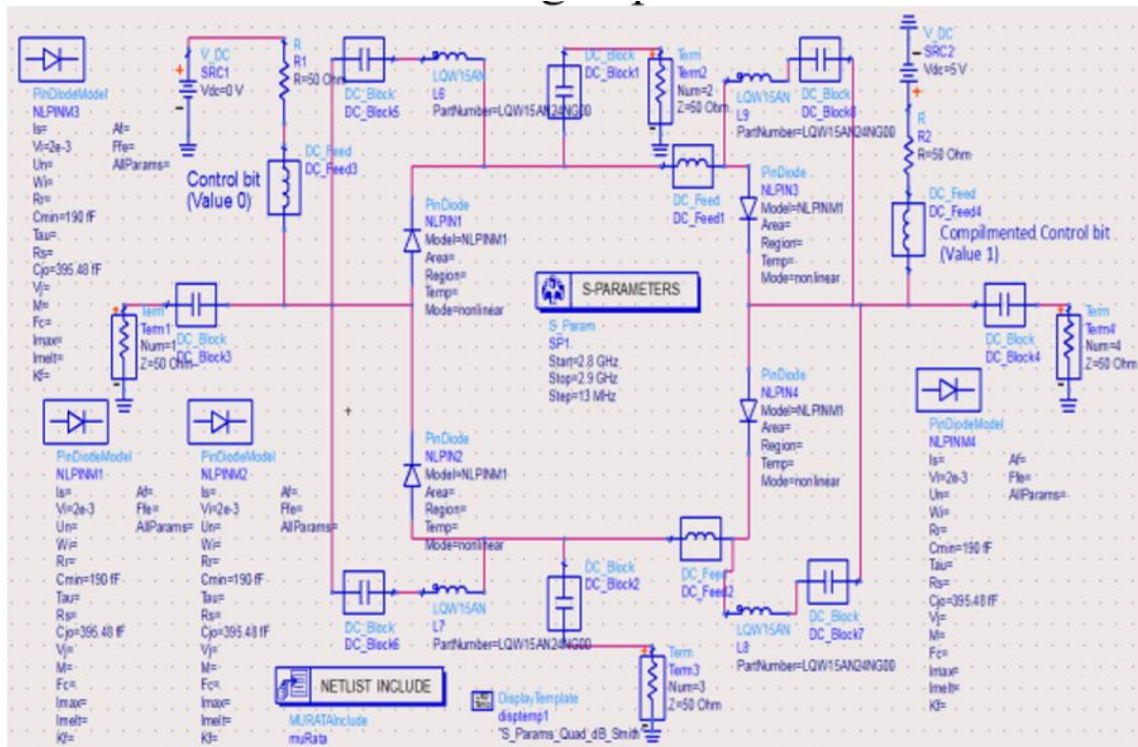 V_DC
SRC1
Vdc=0 V
R
R1
R=50 Ohm
DC_Block
DC_Block5
LQW15AN
L6
PartNumber=LQW15AN24NG00
DC_Block
DC_Block1
Term
Term2
Num=2
Z=50 Ohm
LQW15AN
L9
PartNumber=LQW15AN24NG00
DC_Block
V_DC
SRC2
Vdc=5 V
R
R2
R=50 Ohm
PinDiodeModel
NLPINM3
Is=
Vi=2e-3
Un=
Wi=
Rr=
Cmin=190 fF
Tau=
Rs=
Cjo=395.48 fF
Vj=
M=
Fc=
Imax=
Imelt=
Kf=
Af=
Ffe=
AllParams=
DC_Feed
DC_Feed3
Control bit
(Value 0)
PinDiode
NLPIN1
Model=NLPINM1
Area=
Region=
Temp=
Mode=nonlinear
DC_Feed
DC_Feed1
PinDiode
NLPIN3
Model=NLPINM1
Area=
Region=
Temp=
Mode=nonlinear
DC_Feed
DC_Feed4
Compilmented Control bit
(Value 1)
S-PARAMETERS
S_Param
SP1
Start=2.8 GHz
Stop=2.9 GHz
Step=13 MHz
Term
Term1
Num=1
Z=50 Ohm
DC_Block
DC_Block3
DC_Block
DC_Block4
Term
Term4
Num=4
Z=50 Ohm
PinDiode
NLPIN2
Model=NLPINM1
Area=
Region=
Temp=
Mode=nonlinear
PinDiode
NLPIN4
Model=NLPINM1
Area=
Region=
Temp=
Mode=nonlinear
PinDiodeModel
NLPINM1
Is=
Vi=2e-3
Un=
Wi=
Rr=
Cmin=190 fF
Tau=
Rs=
Cjo=395.48 fF
Vj=
M=
Fc=
Imax=
Imelt=
Kf=
Af=
Ffe=
AllParams=
PinDiodeModel
NLPINM2
Is=
Vi=2e-3
Un=
Wi=
Rr=
Cmin=190 fF
Tau=
Rs=
Cjo=395.48 fF
Vj=
M=
Fc=
Imax=
Imelt=
Kf=
Af=
Ffe=
AllParams=
PinDiodeModel
NLPINM4
Is=
Vi=2e-3
Un=
Wi=
Rr=
Cmin=190 fF
Tau=
Rs=
Cjo=395.48 fF
Vj=
M=
Fc=
Imax=
Imelt=
Kf=
Af=
Ffe=
AllParams=
DC_Block
DC_Block6
LQW15AN
L7
PartNumber=LQW15AN24NG00
DC_Block
DC_Block2
DC_Feed
DC_Feed2
LQW15AN
L8
PartNumber=LQW15AN24NG00
DC_Block
DC_Block7
Term
Term3
Num=3
Z=50 Ohm
NETLIST INCLUDE
MURATAInclude
muRata
DisplayTemplate
disptemp1
"S_Params_Quad_dB_Smith"